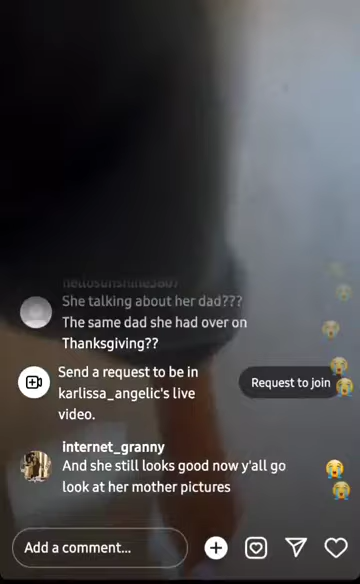 She talking about her dad???
The same dad she had over on
Thanksgiving??
Send a request to be in
karlissa_angelic's live
video.
Request to join
internet_granny
And she still looks good now y'all go
look at her mother pictures
Add a comment...